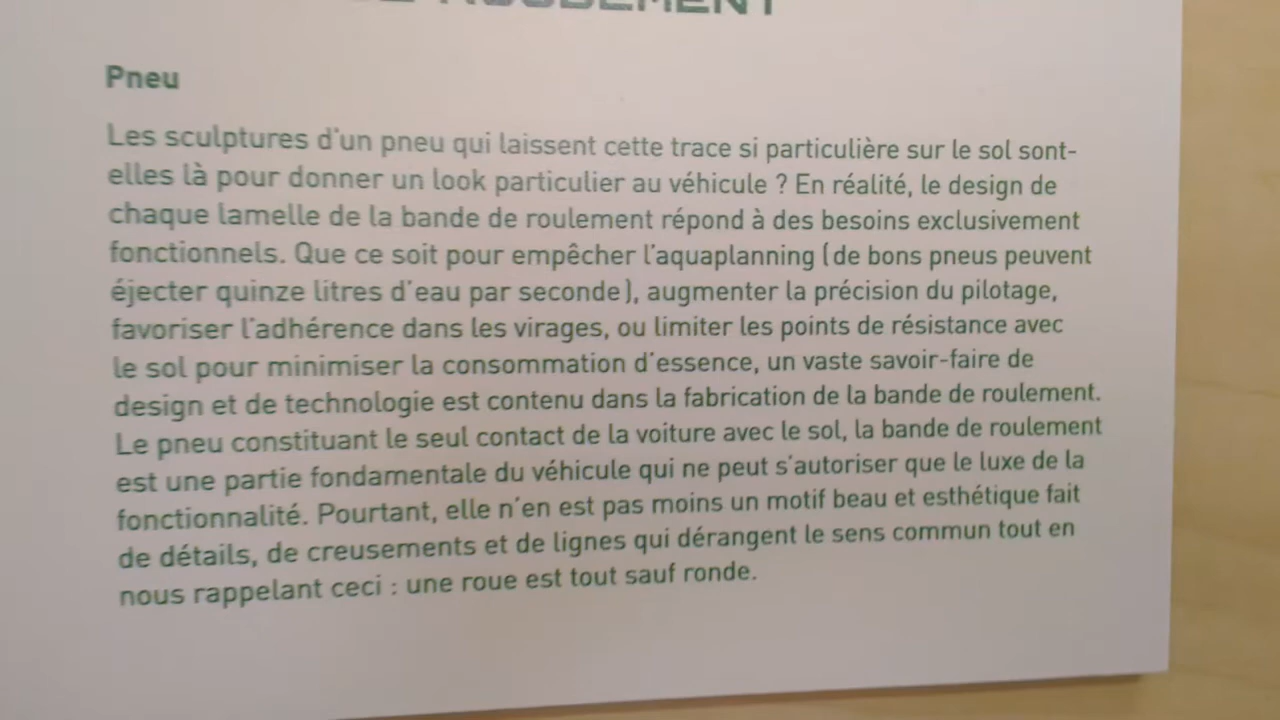 Pneu
Les sculptures d'un pneu qui laissent cette trace si particulière sur le sol sont-
elles là pour donner un look particulier au véhicule ? En réalité, le design de
chaque lamelle de la bande de roulement répond à des besoins exclusivement
fonctionnels. Que ce soit pour empêcher l'aquaplanning (de bons pneus peuvent
éjecter quinze litres d'eau par seconde), augmenter la précision du pilotage,
favoriser l'adhérence dans les virages, ou limiter les points de résistance avec
le sol pour minimiser la consommation d'essence, un vaste savoir-faire de
design et de technologie est contenu dans la fabrication de la bande de roulement.
Le pneu constituant le seul contact de la voiture avec le sol, la bande de roulement
est une partie fondamentale du véhicule qui ne peut s'autoriser que le luxe de la
fonctionnalité. Pourtant, elle n'en est pas moins un motif beau et esthétique fait
de détails, de creusements et de lignes qui dérangent le sens commun tout en
nous rappelant ceci : une roue est tout sauf ronde.